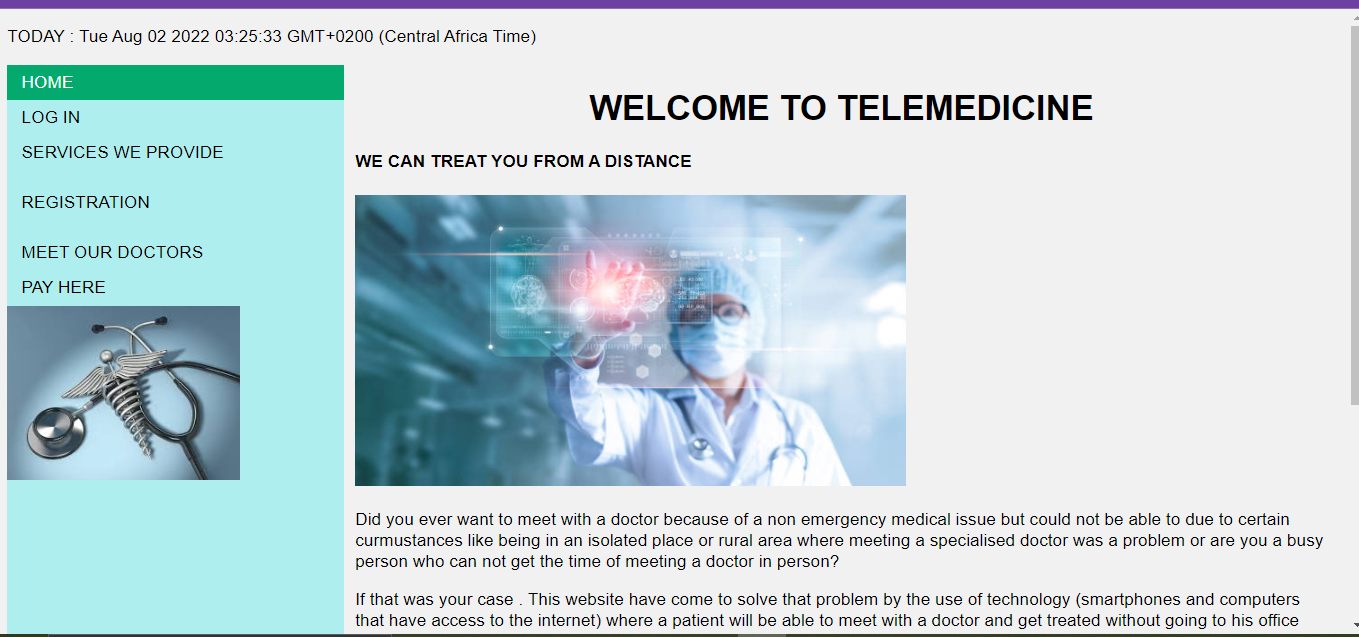 TODAY : Tue Aug 02 2022 03:25:33 GMT+0200 (Central Africa Time)
HOME
LOG IN
SERVICES WE PROVIDE
REGISTRATION
MEET OUR DOCTORS
PAY HERE
WELCOME TO TELEMEDICINE
WE CAN TREAT YOU FROM A DISTANCE
Did you ever want to meet with a doctor because of a non emergency medical issue but could not be able to due to certain
curmustances like being in an isolated place or rural area where meeting a specialised doctor was a problem or are you a busy
person who can not get the time of meeting a doctor in person?
If that was your case . This website have come to solve that problem by the use of technology (smartphones and computers
that have access to the internet) where a patient will be able to meet with a doctor and get treated without going to his office